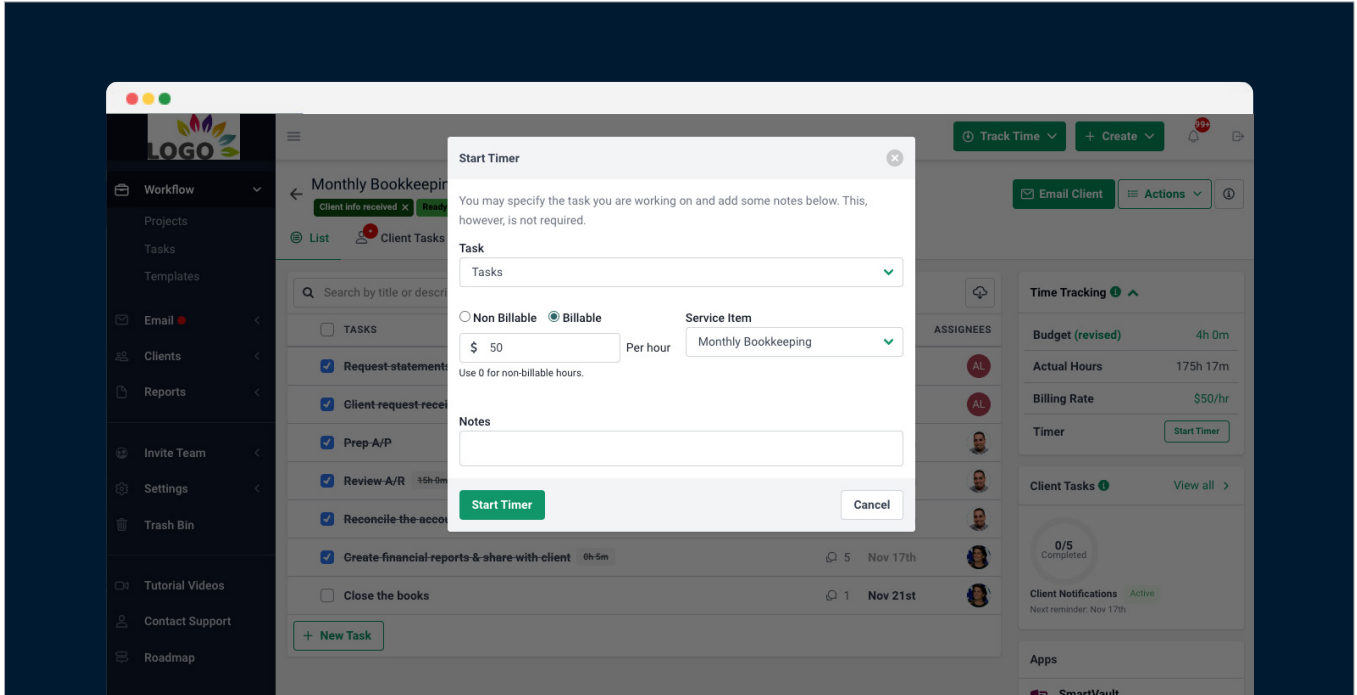 LOGO
Track Time
+ Create
99+
Start Timer
Workflow
Projects
Tasks
Templates
Email
Clients
Reports
Invite Team
Settings
Trash Bin
Tutorial Videos
Contact Support
Roadmap
Monthly Bookkeepin
Client info received x Ready
Email Client
Actions
List
Client Tasks
You may specify the task you are working on and add some notes below. This,
however, is not required.
Task
Tasks
Non Billable Billable
Service Item
$ 50
Per hour
Monthly Bookkeeping
Use 0 for non-billable hours.
Notes
Start Timer
Cancel
Search by title or descri
TASKS
ASSIGNEES
Request statements
AL
Client request recei
AL
Prep A/P
Review A/R 15h 0m
Reconcile the accou
Create financial reports & share with client 0h 5m 5 Nov 17th
Close the books 1 Nov 21st
+ New Task
Time Tracking
Budget (revised) 4h 0m
Actual Hours 175h 17m
Billing Rate $50/hr
Timer Start Timer
Client Tasks View all
0/5
Completed
Client Notifications Active
Next reminder: Nov 17th
Apps
SmartVault